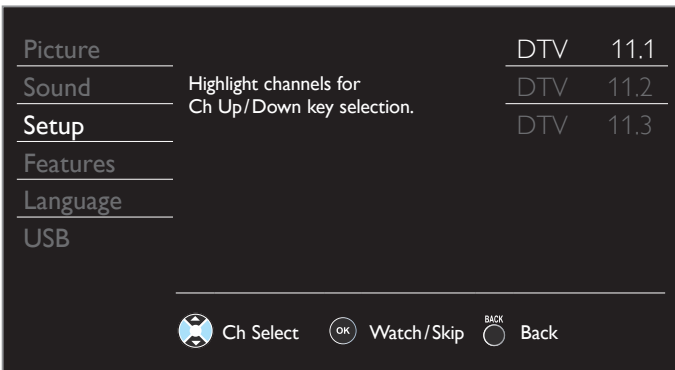 Picture
Sound
Setup
Features
Language
USB
Highlight channels for
Ch Up/Down key selection.
DTV 11.1
DTV 11.2
DTV 11.3
Ch Select
OK
Watch/Skip
BACK
Back